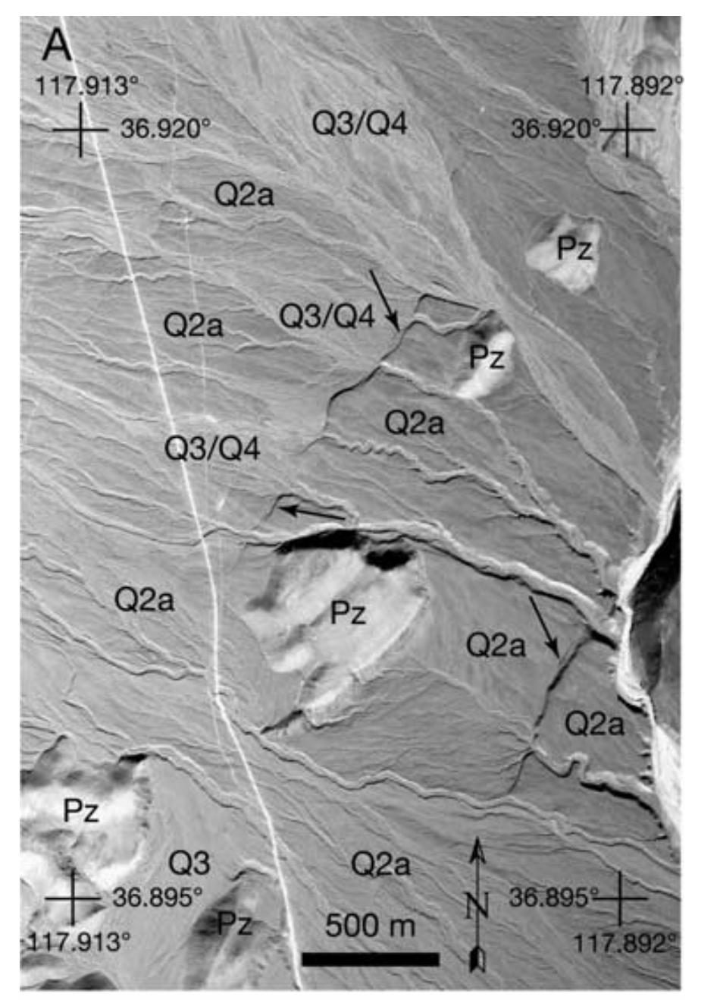 A
117.913°
117.892°
36.920°
36.920°
Q3/Q4
Q2a
Pz
Q3/Q4
Q2a
Pz
Q2a
Q3/Q4
Q2a
Pz
Q2a
Q2a
Pz
Q3
Q2a
36.895°
36.895°
N
Pz
500 m
117.913°
117.892°